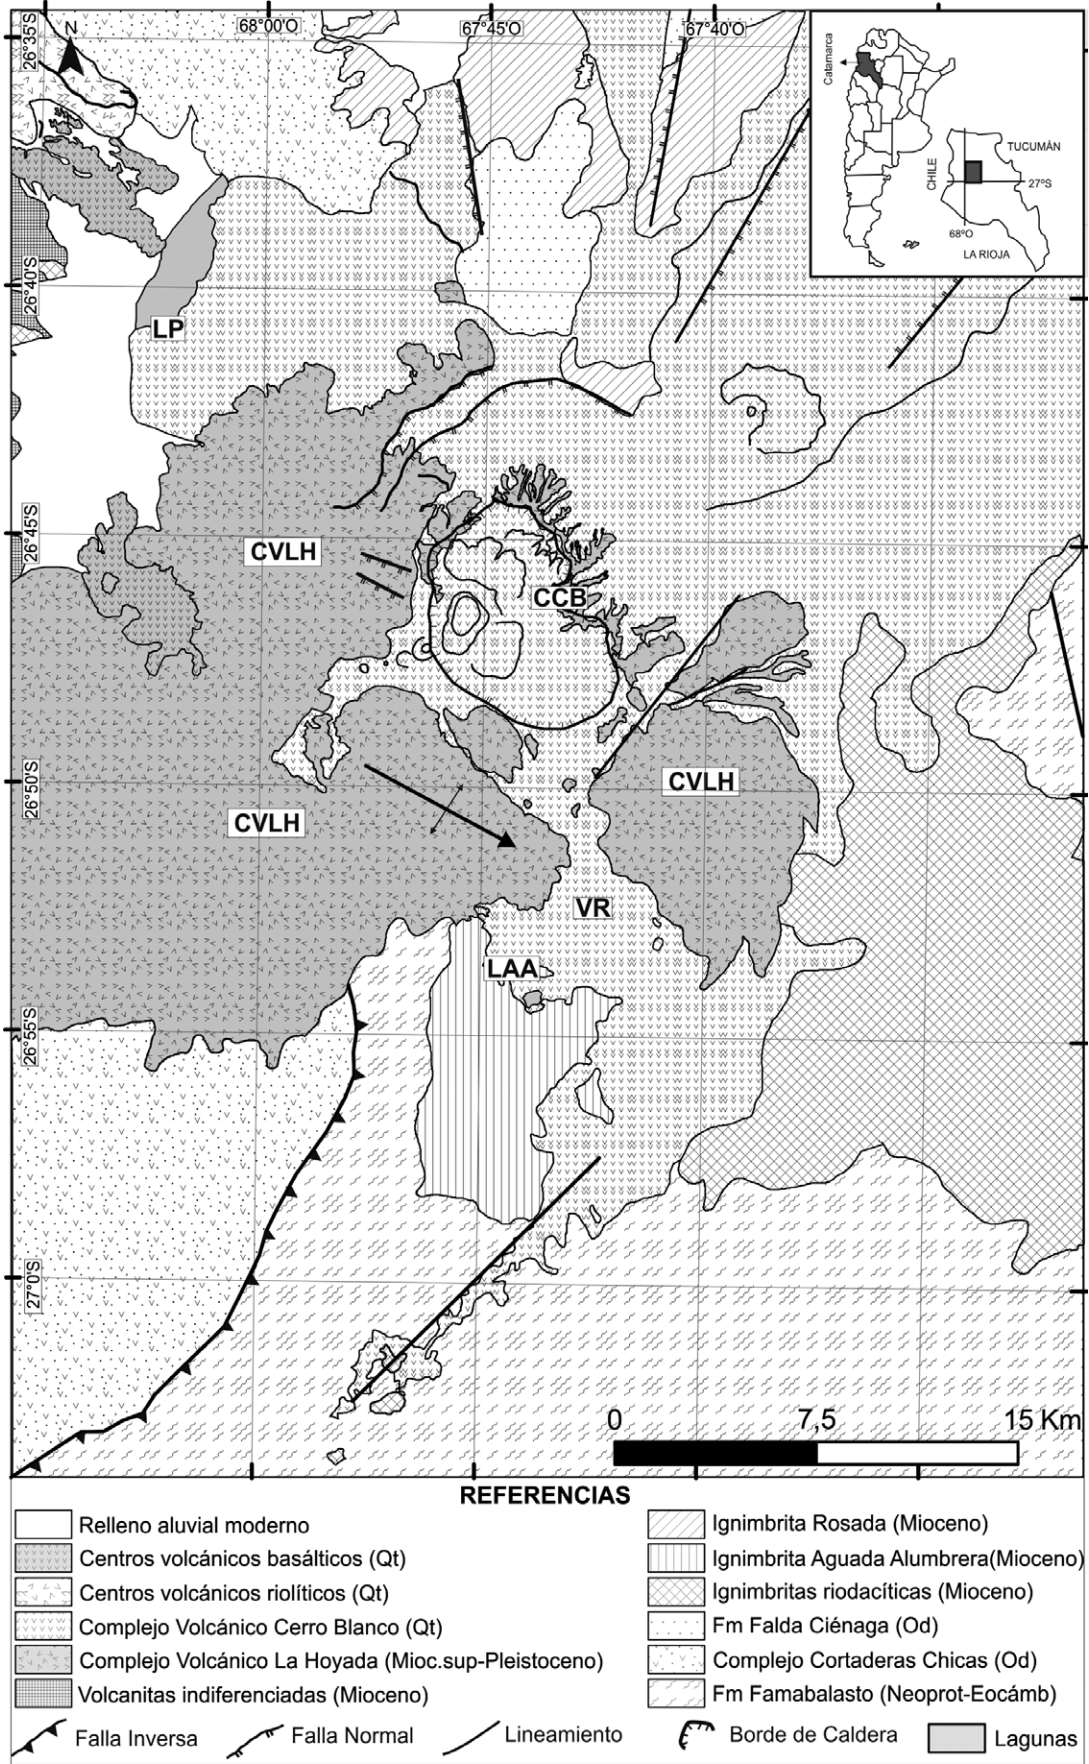 68°00'O
67°45'O
67°40'O
N
26°35'S
Catamarca
TUCUMÁN
CHILE
27°S
68°O
LA RIOJA
26°40'S
LP
26°45'S
CVLH
CCB
26°50'S
CVLH
CVLH
VR
LAA
26°55'S
27°0'S
0 7,5 15 Km
REFERENCIAS
Relleno aluvial moderno
Centros volcánicos basálticos (Qt)
Centros volcánicos riolíticos (Qt)
Complejo Volcánico Cerro Blanco (Qt)
Complejo Volcánico La Hoyada (Mioc.sup-Pleistoceno)
Volcanitas indiferenciadas (Mioceno)
Ignimbrita Rosada (Mioceno)
Ignimbrita Aguada Alumbrera(Mioceno)
Ignimbritas riodacíticas (Mioceno)
Fm Falda Ciénaga (Od)
Complejo Cortaderas Chicas (Od)
Fm Famabalasto (Neoprot-Eocámb)
Falla Inversa
Falla Normal
Lineamiento
Borde de Caldera
Lagunas